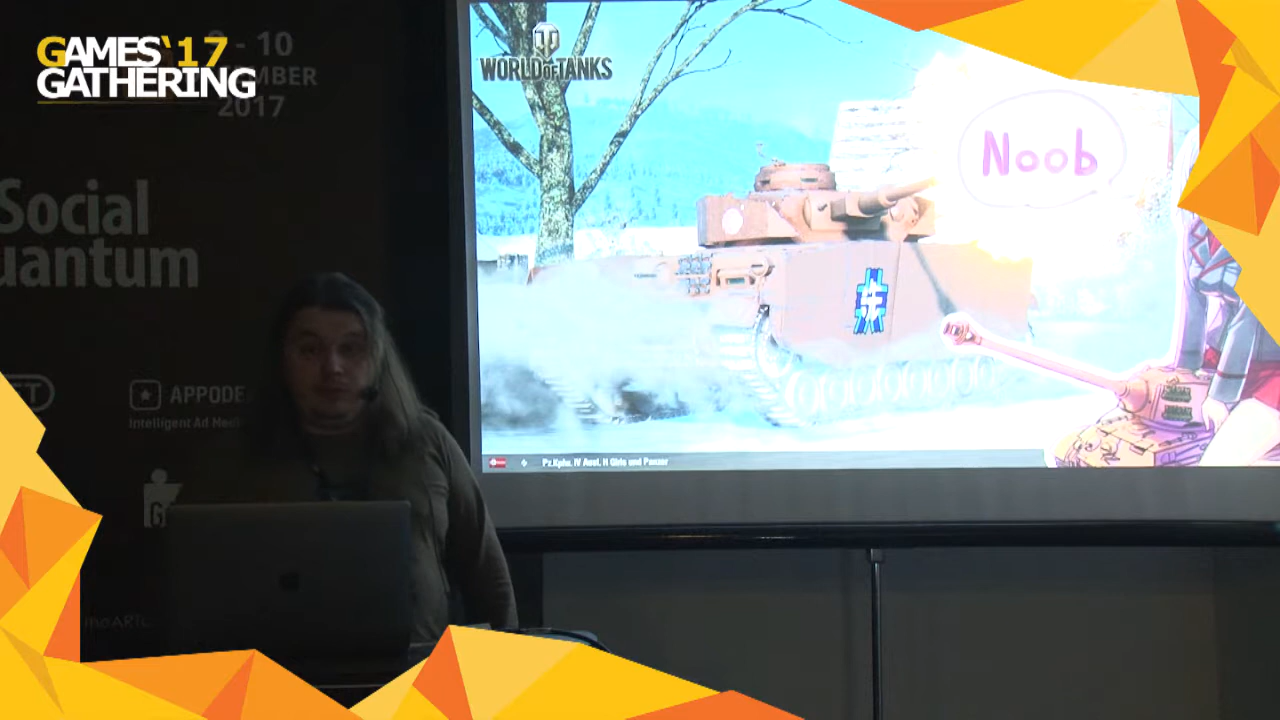 GAMES`17
GATHERING
- 10
2017
Social
uantum
APPODE
Intelligent Ad Medi
WORLD OF TANKS
Noob
Pz.Kpfw. IV Ausf. H Girls und Panzer